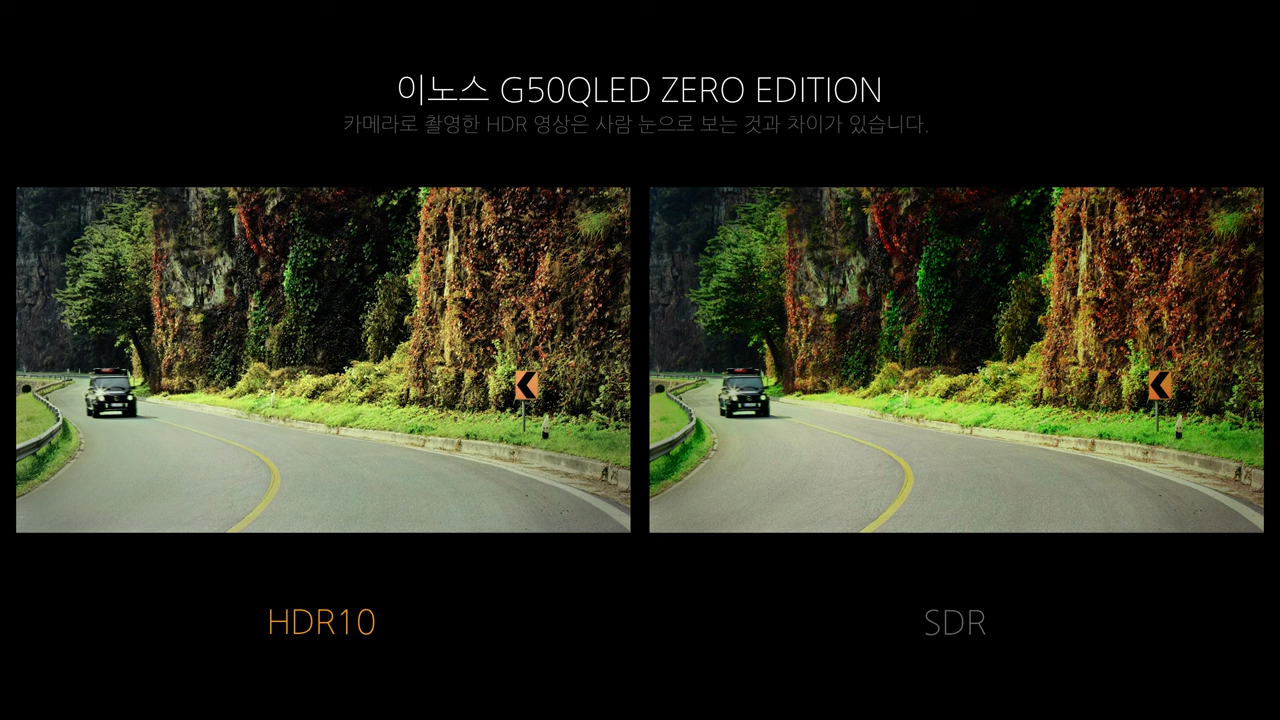 이노스 G50QLED ZERO EDITION
카메라로 촬영한 HDR 영상은 사람 눈으로 보는 것과 차이가 있습니다.
HDR10
SDR